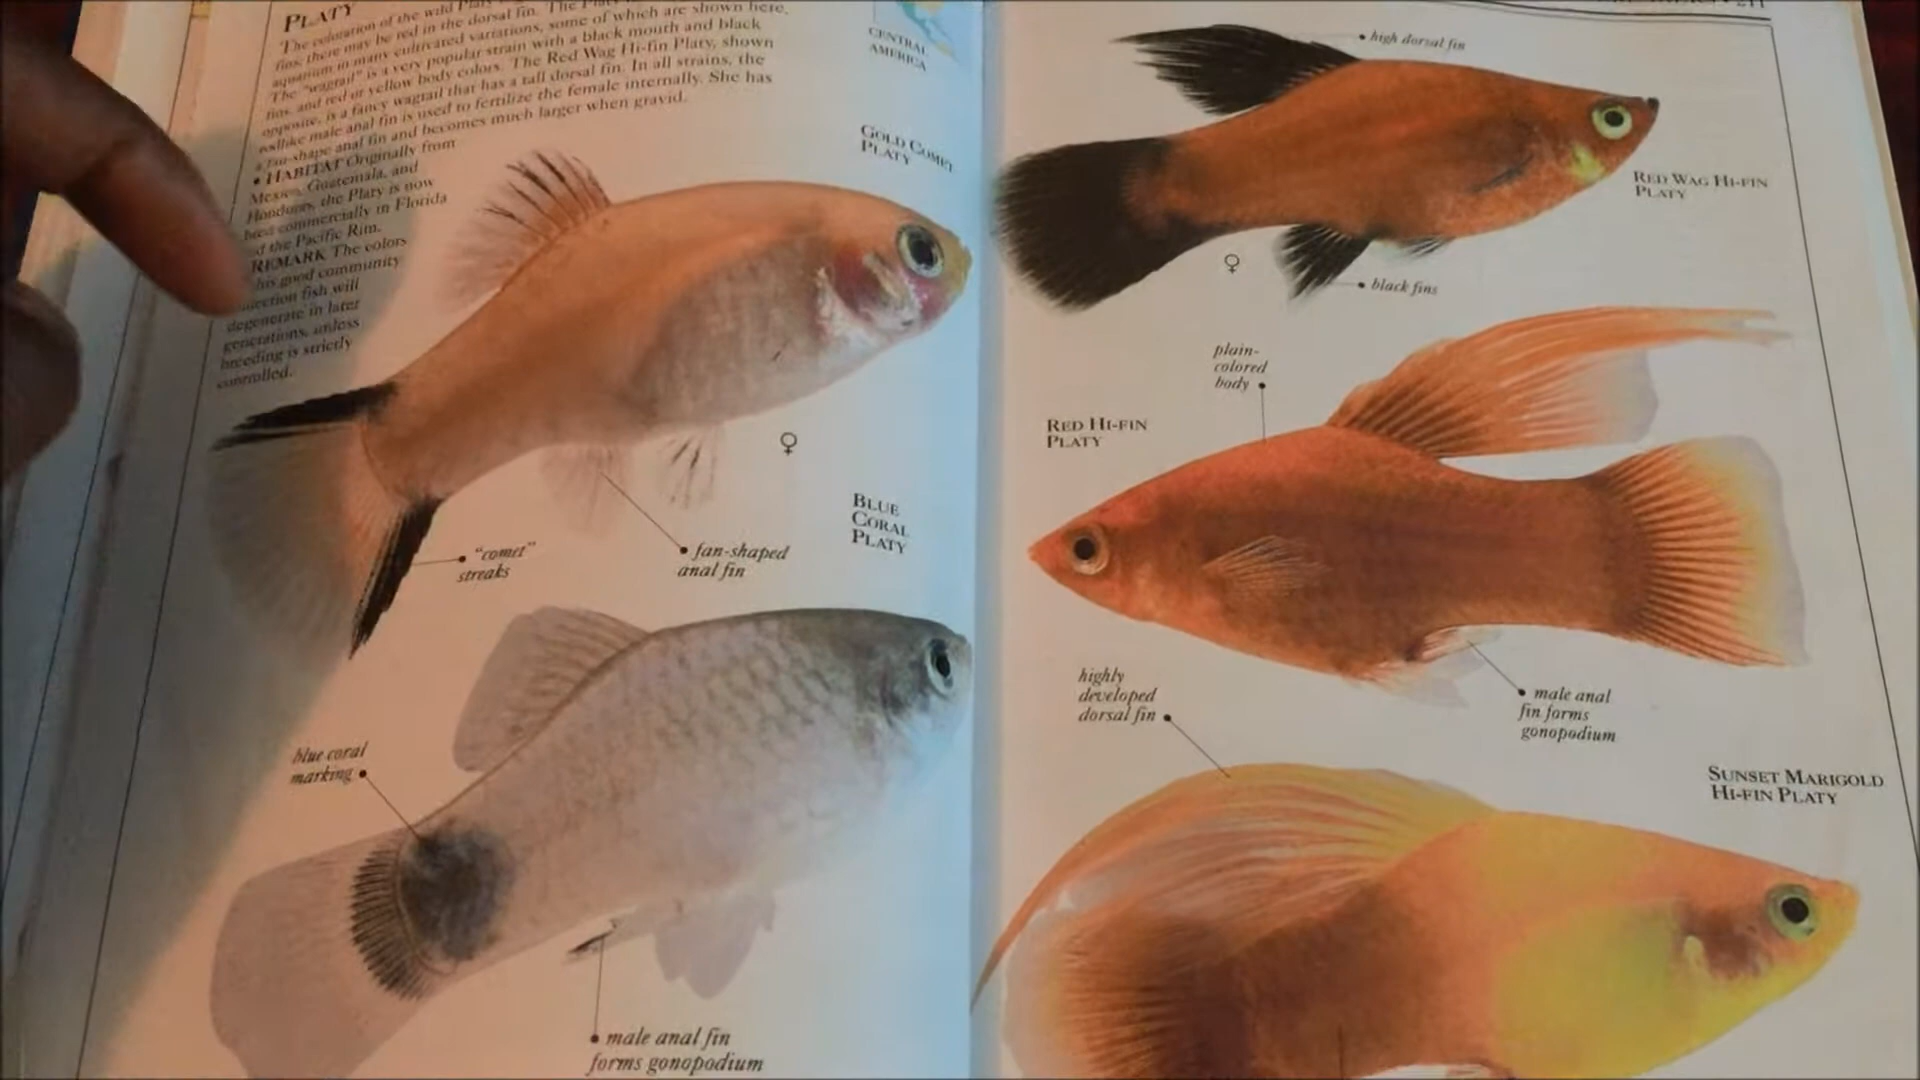 PLATY
The coloration of the wild
fins; there may be red in the dorsal fin. The
aquarium in many cultivated variations, some of which are shown here.
The "wagtail" is a very popular strain with a black mouth and black
fins, and red or yellow body colors. The Red Wag Hi-fin Platy, shown
opposite, is a fancy wagtail that has a tall dorsal fin. In all strains, the
rodlike male anal fin is used to fertilize the female internally. She has
a fan-shape anal fin and becomes much larger when gravid.
• HABITAT Originally from
Mexico, Guatemala, and
Honduras, the Platy is now
bred commercially in Florida
the Pacific Rim.
REMARK The colors
his good community
fish will
degenerate in later
generations, unless
breeding is strictly
controlled.
CENTRAL
AMERICA
GOLD COMET
PLATY
♀
"comet"
streaks
fan-shaped
anal fin
BLUE
CORAL
PLATY
blue coral
marking
male anal fin
forms gonopodium
211
high dorsal fin
RED WAG HI-FIN
PLATY
♀
black fins
plain-
colored
body
RED HI-FIN
PLATY
male anal
fin forms
gonopodium
highly
developed
dorsal fin
SUNSET MARIGOLD
HI-FIN PLATY